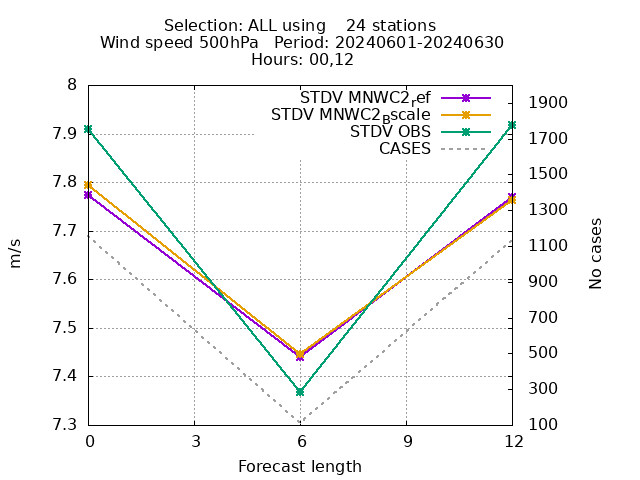 Selection: ALL using    24 stations
Wind speed 500hPa   Period: 20240601-20240630
Hours: 00,12
STDV MNWC2ref
STDV MNWC2Bscale
STDV OBS
CASES
8
7.9
7.8
7.7
7.6
7.5
7.4
7.3
m/s
1900
1700
1500
1300
1100
900
700
500
300
100
No cases
0 3 6 9 12
Forecast length